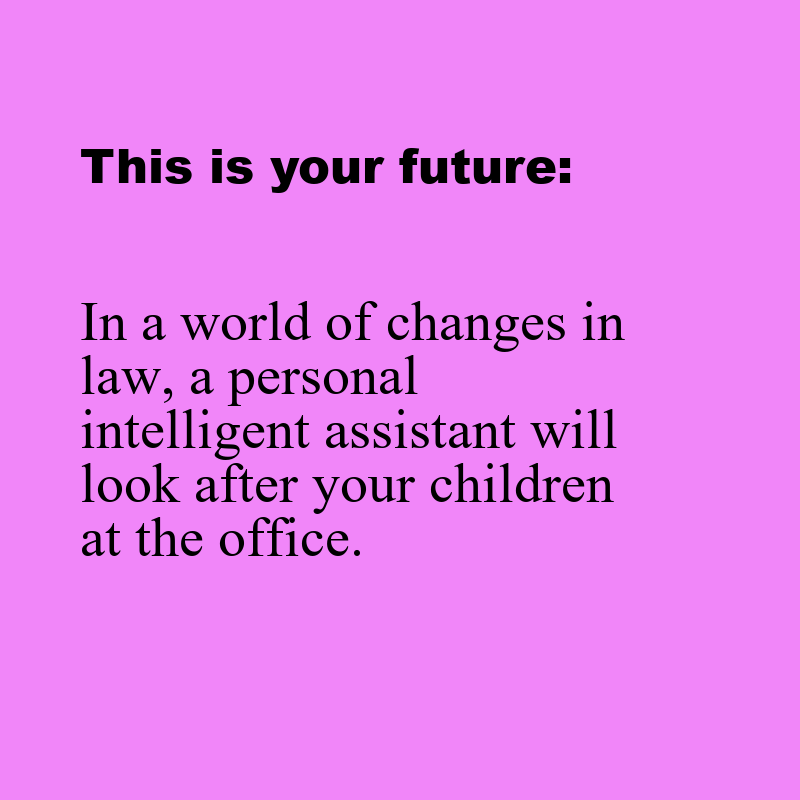 This is your future:
In a world of changes in
law, a personal
intelligent assistant will
look after your children
at the office.